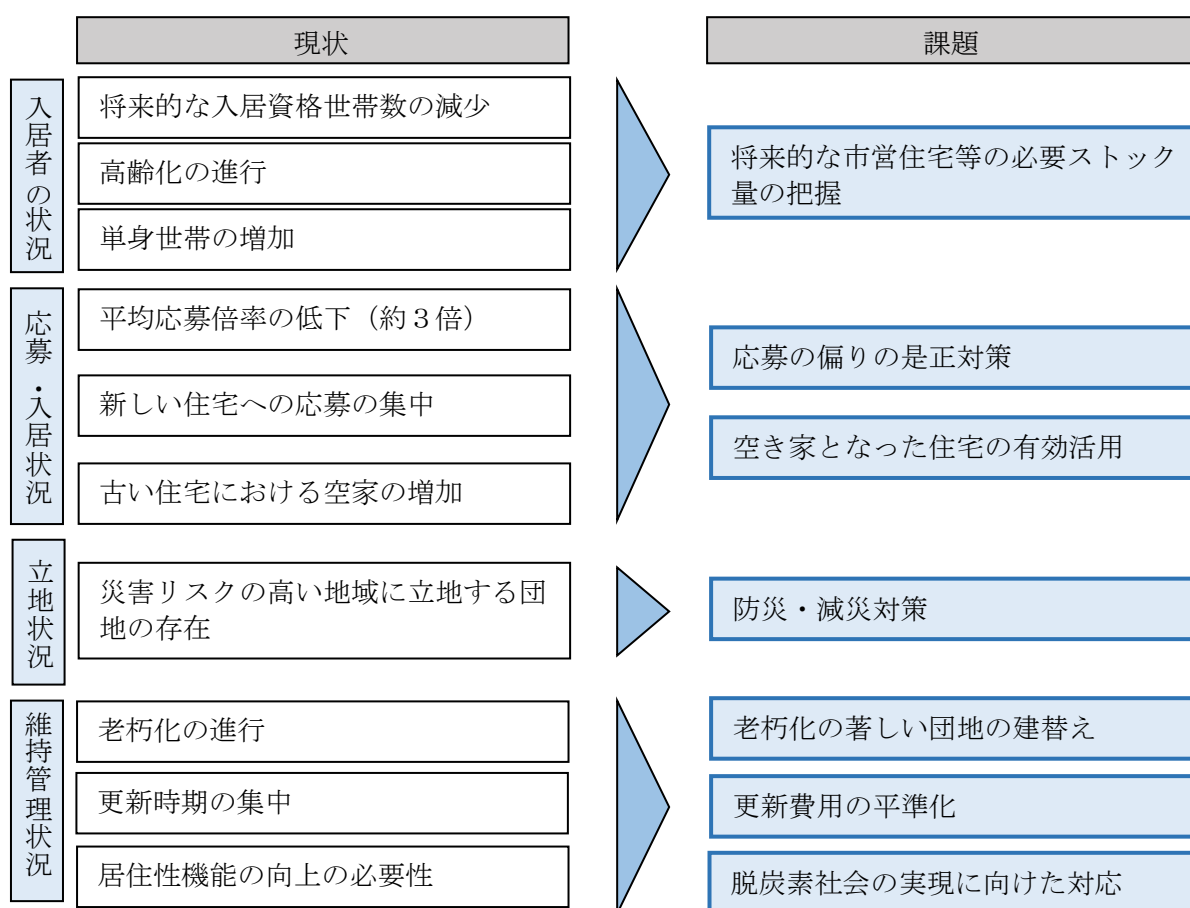 現状
課題
入居者の状況
将来的な入居資格世帯数の減少
高齢化の進行
単身世帯の増加
将来的な市営住宅等の必要ストック
量の把握
応募・入居状況
平均応募倍率の低下（約３倍）
新しい住宅への応募の集中
古い住宅における空家の増加
応募の偏りの是正対策
空き家となった住宅の有効活用
立地状況
災害リスクの高い地域に立地する団
地の存在
防災・減災対策
維持管理状況
老朽化の進行
更新時期の集中
居住性機能の向上の必要性
老朽化の著しい団地の建替え
更新費用の平準化
脱炭素社会の実現に向けた対応